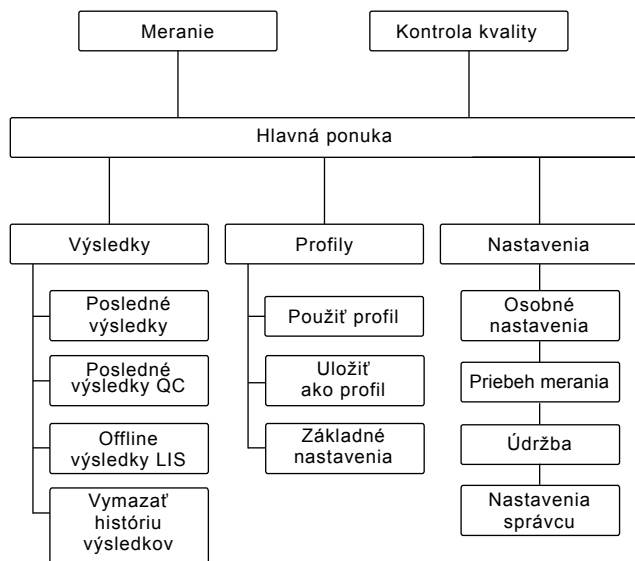 Meranie
Kontrola kvality
Hlavná ponuka
Výsledky
Profily
Nastavenia
Posledné
výsledky
Posledné
výsledky QC
Offline
výsledky LIS
Vymazať
históriu
výsledkov
Použiť profil
Uložiť
ako profil
Základné
nastavenia
Osobné
nastavenia
Priebeh merania
Údržba
Nastavenia
správcu